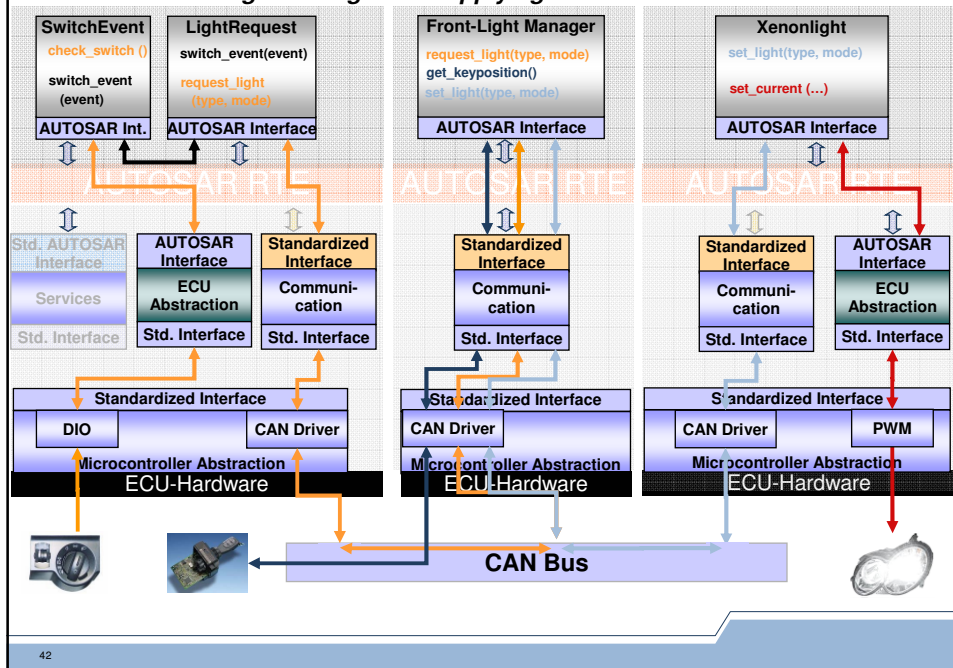 SwitchEvent
check_switch ()
switch_event
(event)
AUTOSAR Int.
LightRequest
switch_event(event)
request_light
(type, mode)
AUTOSAR Interface
Front-Light Manager
request_light(type, mode)
get_keyposition()
set_light(type, mode)
AUTOSAR Interface
Xenonlight
set_light(type, mode)
set_current (...)
AUTOSAR Interface
AUTOSAR RTE
AUTOSAR RTE
AUTOSAR RTE
Std. AUTOSAR
Interface
Services
Std. Interface
AUTOSAR
Interface
ECU
Abstraction
Std. Interface
Standardized
Interface
Communi-
cation
Std. Interface
Standardized
Interface
Communi-
cation
Std. Interface
Standardized
Interface
Communi-
cation
Std. Interface
AUTOSAR
Interface
ECU
Abstraction
Std. Interface
Standardized Interface
DIO
CAN Driver
Microcontroller Abstraction
ECU-Hardware
Standardized Interface
CAN Driver
Microcontroller Abstraction
ECU-Hardware
Standardized Interface
CAN Driver
PWM
Microcontroller Abstraction
ECU-Hardware
CAN Bus
42